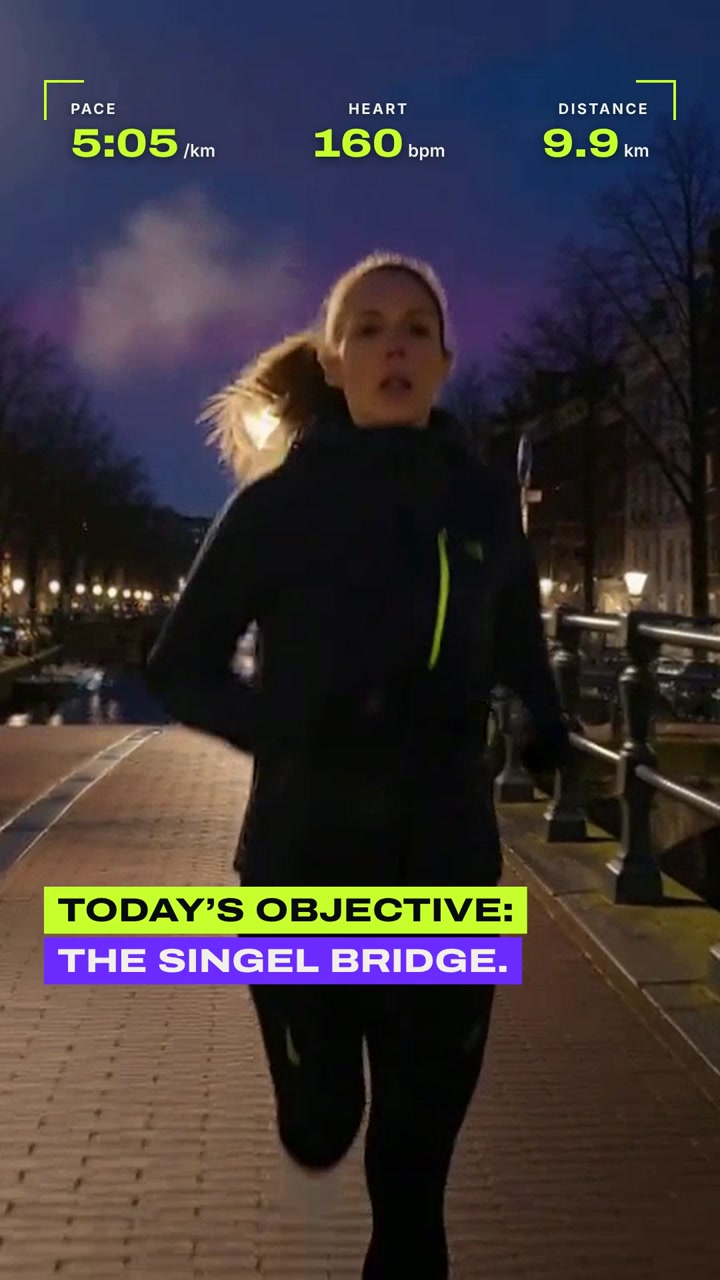 PACE HEART DISTANCE
5:05 /km 160 bpm 9.9 km
TODAY’S OBJECTIVE:
THE SINGEL BRIDGE.